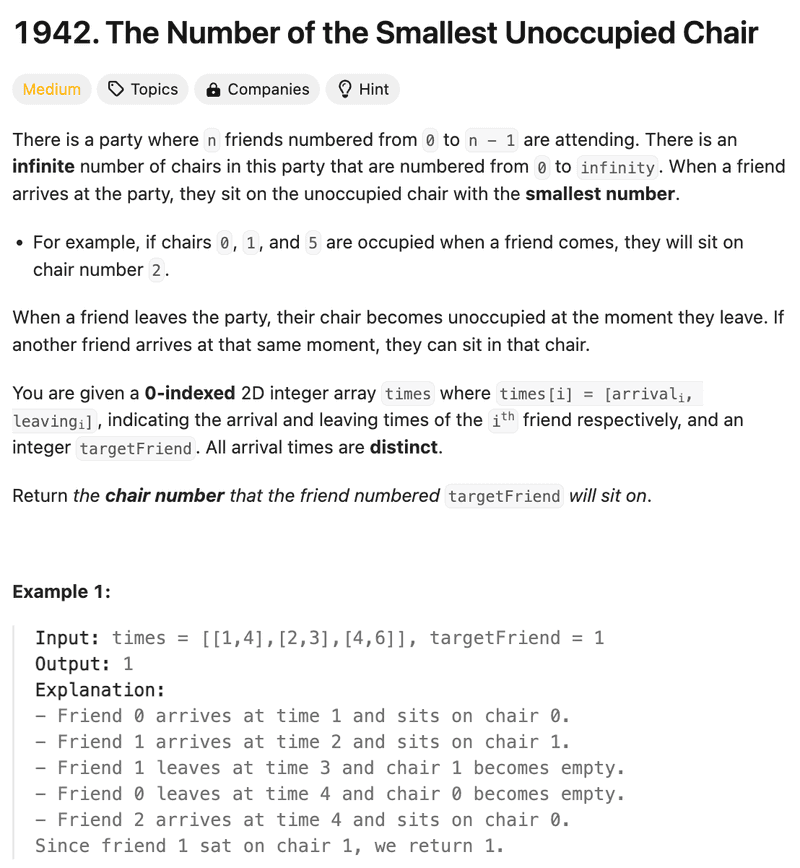 1942. The Number of the Smallest Unoccupied Chair
Medium Topics Companies Hint
There is a party where n friends numbered from 0 to n - 1 are attending. There is an
infinite number of chairs in this party that are numbered from 0 to infinity. When a friend
arrives at the party, they sit on the unoccupied chair with the smallest number.
• For example, if chairs 0, 1, and 5 are occupied when a friend comes, they will sit on
chair number 2.
When a friend leaves the party, their chair becomes unoccupied at the moment they leave. If
another friend arrives at that same moment, they can sit in that chair.
You are given a 0-indexed 2D integer array times where times[i] = [arrivalᵢ,
leavingᵢ], indicating the arrival and leaving times of the iᵗʰ friend respectively, and an
integer targetFriend. All arrival times are distinct.
Return the chair number that the friend numbered targetFriend will sit on.
Example 1:
Input: times = [[1,4],[2,3],[4,6]], targetFriend = 1
Output: 1
Explanation:
- Friend 0 arrives at time 1 and sits on chair 0.
- Friend 1 arrives at time 2 and sits on chair 1.
- Friend 1 leaves at time 3 and chair 1 becomes empty.
- Friend 0 leaves at time 4 and chair 0 becomes empty.
- Friend 2 arrives at time 4 and sits on chair 0.
Since friend 1 sat on chair 1, we return 1.